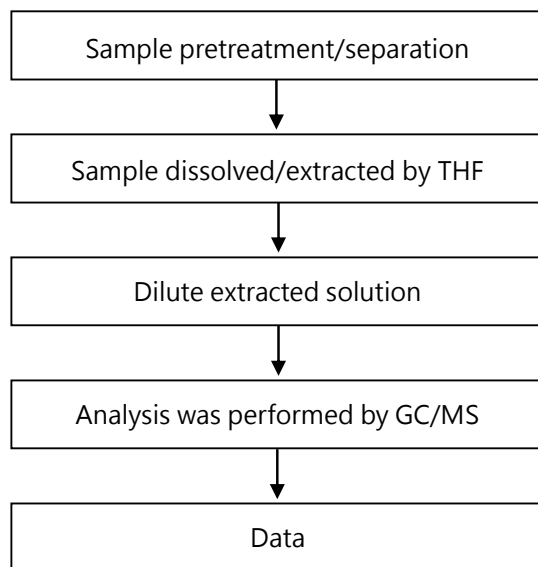 Sample pretreatment/separation
Sample dissolved/extracted by THF
Dilute extracted solution
Analysis was performed by GC/MS
Data